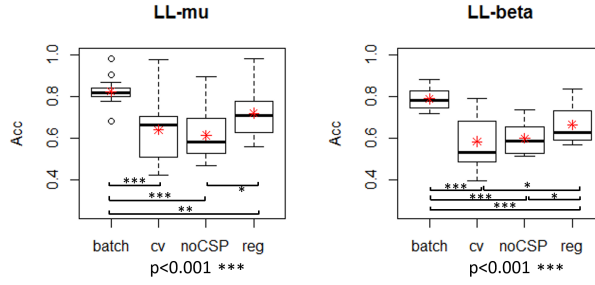 LL-mu
Acc
1.0
0.8
0.6
0.4
***
***
*
**
batch cv noCSP reg
p<0.001 ***
LL-beta
Acc
1.0
0.8
0.6
0.4
*** *
*** *
***
batch cv noCSP reg
p<0.001 ***